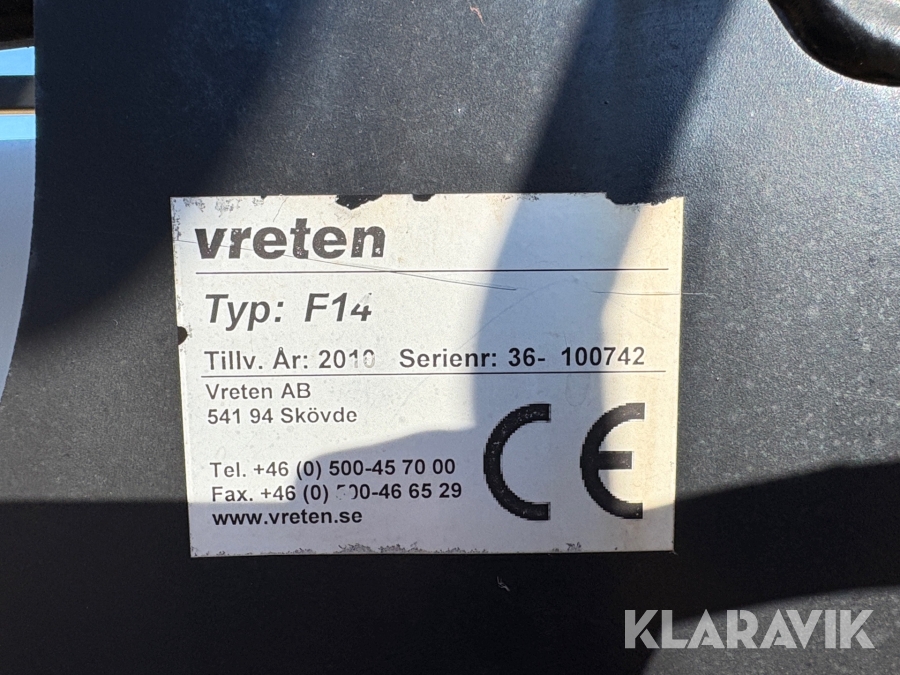 vreten
Typ: F14
Tillv. År: 2010 Serienr: 36- 100742
Vreten AB
541 94 Skövde
Tel. +46 (0) 500-45 70 00
Fax. +46 (0) 500-46 65 29
www.vreten.se
CE
KLARAVIK